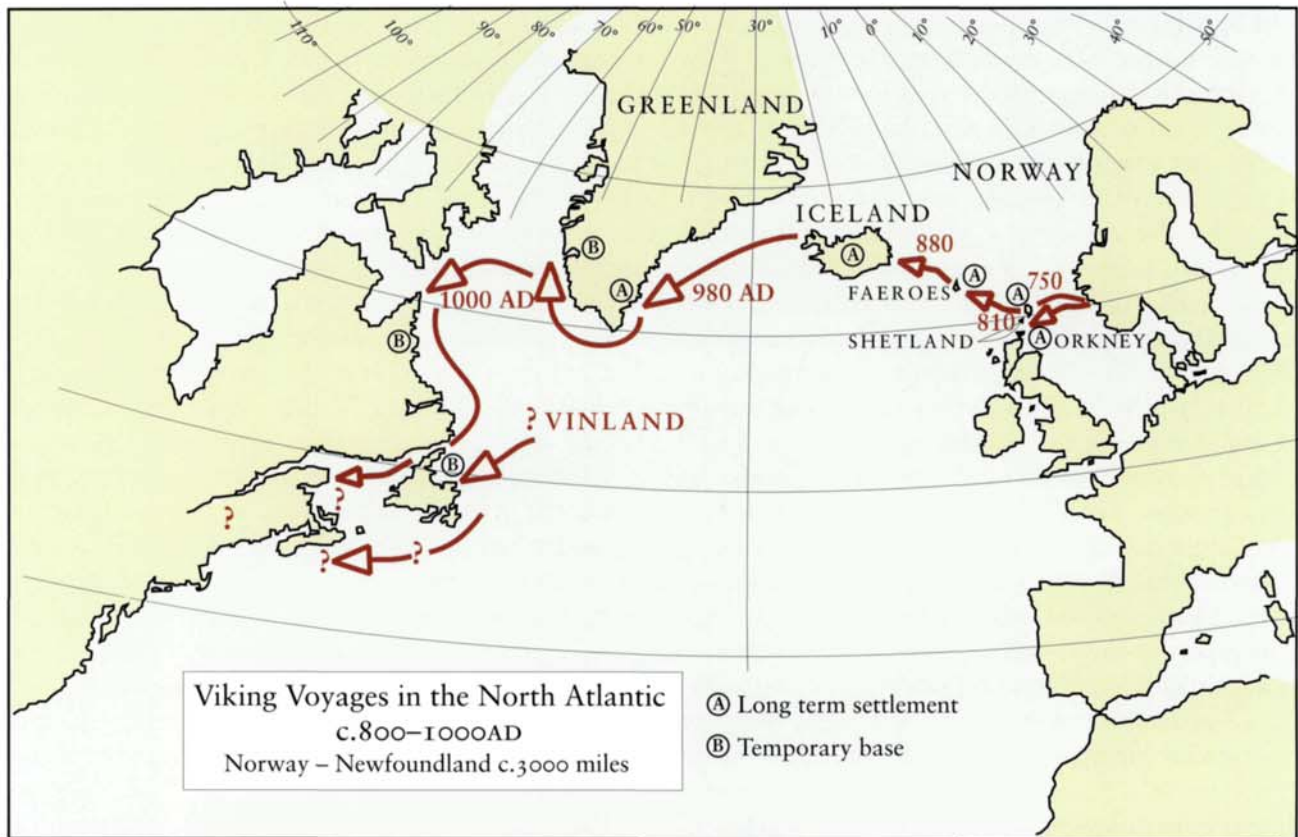 110°
100°
90°
80°
70°
60°
50°
30°
10°
0°
10°
20°
30°
40°
50°
GREENLAND
NORWAY
ICELAND
B
A
880
A
750
1000 AD
A
980 AD
FAEROES
A
810
B
SHETLAND
A
ORKNEY
? VINLAND
B
?
?
?
?
Viking Voyages in the North Atlantic
c.800–1000AD
Norway – Newfoundland c.3000 miles
A Long term settlement
B Temporary base